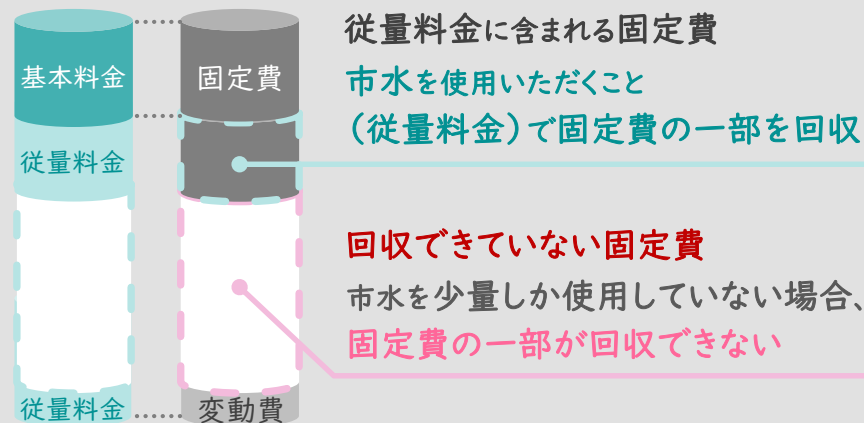 基本料金
従量料金
従量料金
固定費
変動費
従量料金に含まれる固定費
市水を使用いただくこと
(従量料金)で固定費の一部を回収
回収できていない固定費
市水を少量しか使用していない場合、
固定費の一部が回収できない